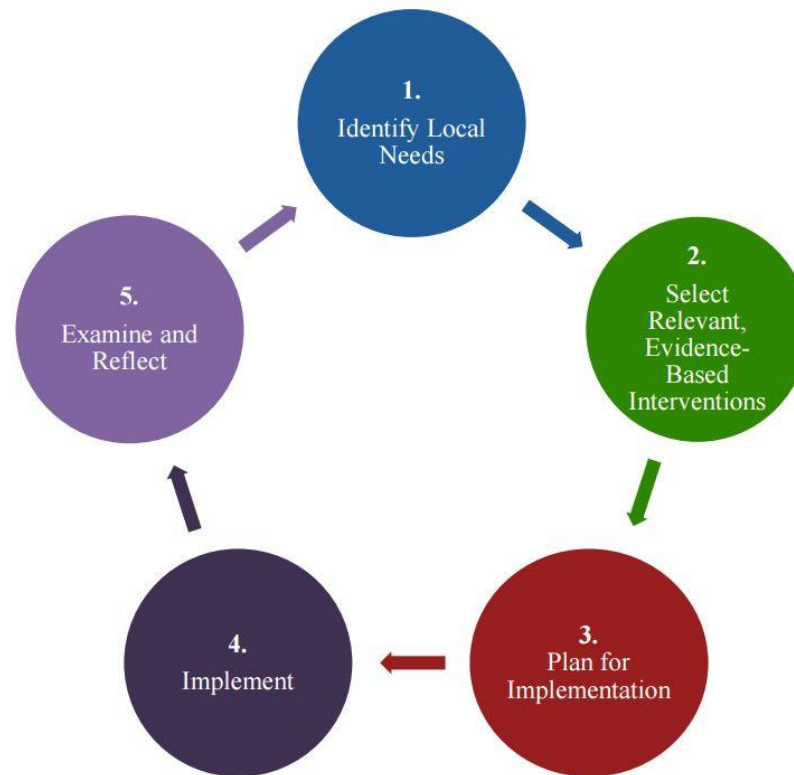 1.
Identify Local
Needs
2.
Select
Relevant,
Evidence-
Based
Interventions
3.
Plan for
Implementation
4.
Implement
5.
Examine and
Reflect